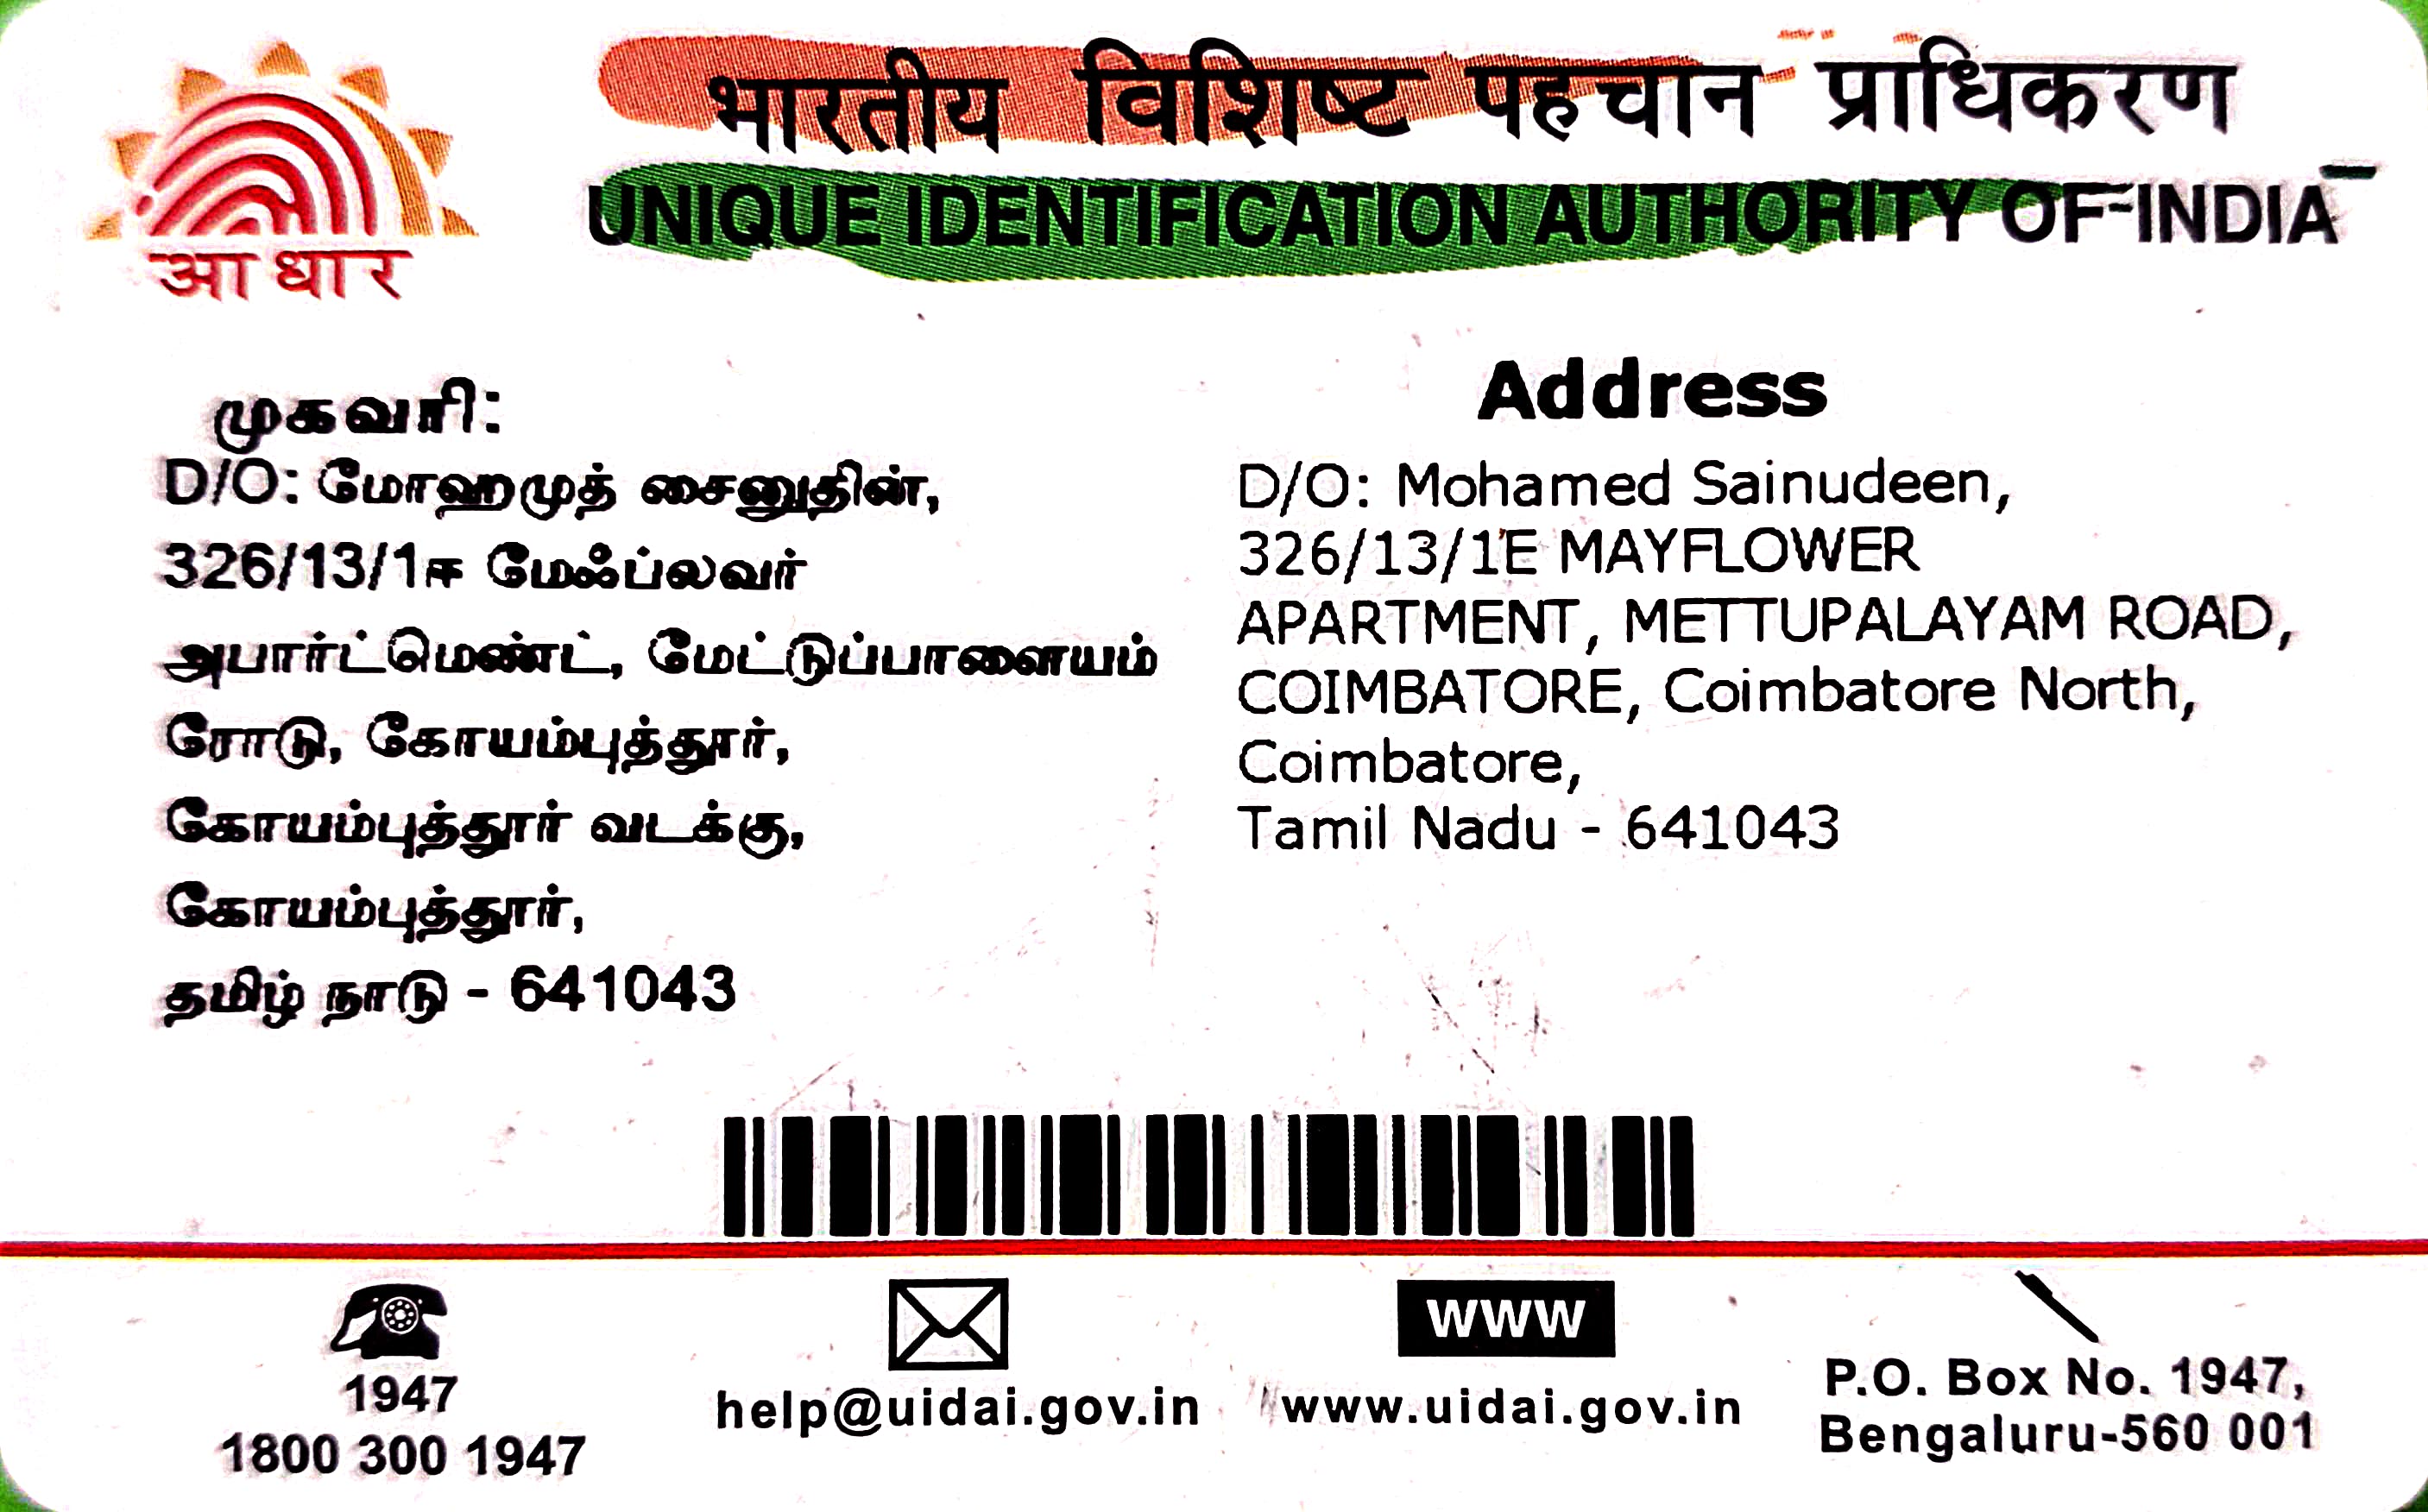 भारतीय विशिष्ट पहचान प्राधिकरण
UNIQUE IDENTIFICATION AUTHORITY OF INDIA
आधार
முகவரி:
D/O: மோஹமுத் சைனுதின்,
326/13/1ஈ மேஃப்லவர்
அபார்ட்மெண்ட், மேட்டுப்பாளையம்
ரோடு, கோயம்புத்தூர்,
கோயம்புத்தூர் வடக்கு,
கோயம்புத்தூர்,
தமிழ் நாடு - 641043
Address
D/O: Mohamed Sainudeen,
326/13/1E MAYFLOWER
APARTMENT, METTUPALAYAM ROAD,
COIMBATORE, Coimbatore North,
Coimbatore,
Tamil Nadu - 641043
1947
1800 300 1947
help@uidai.gov.in
WWW
www.uidai.gov.in
P.O. Box No. 1947,
Bengaluru-560 001